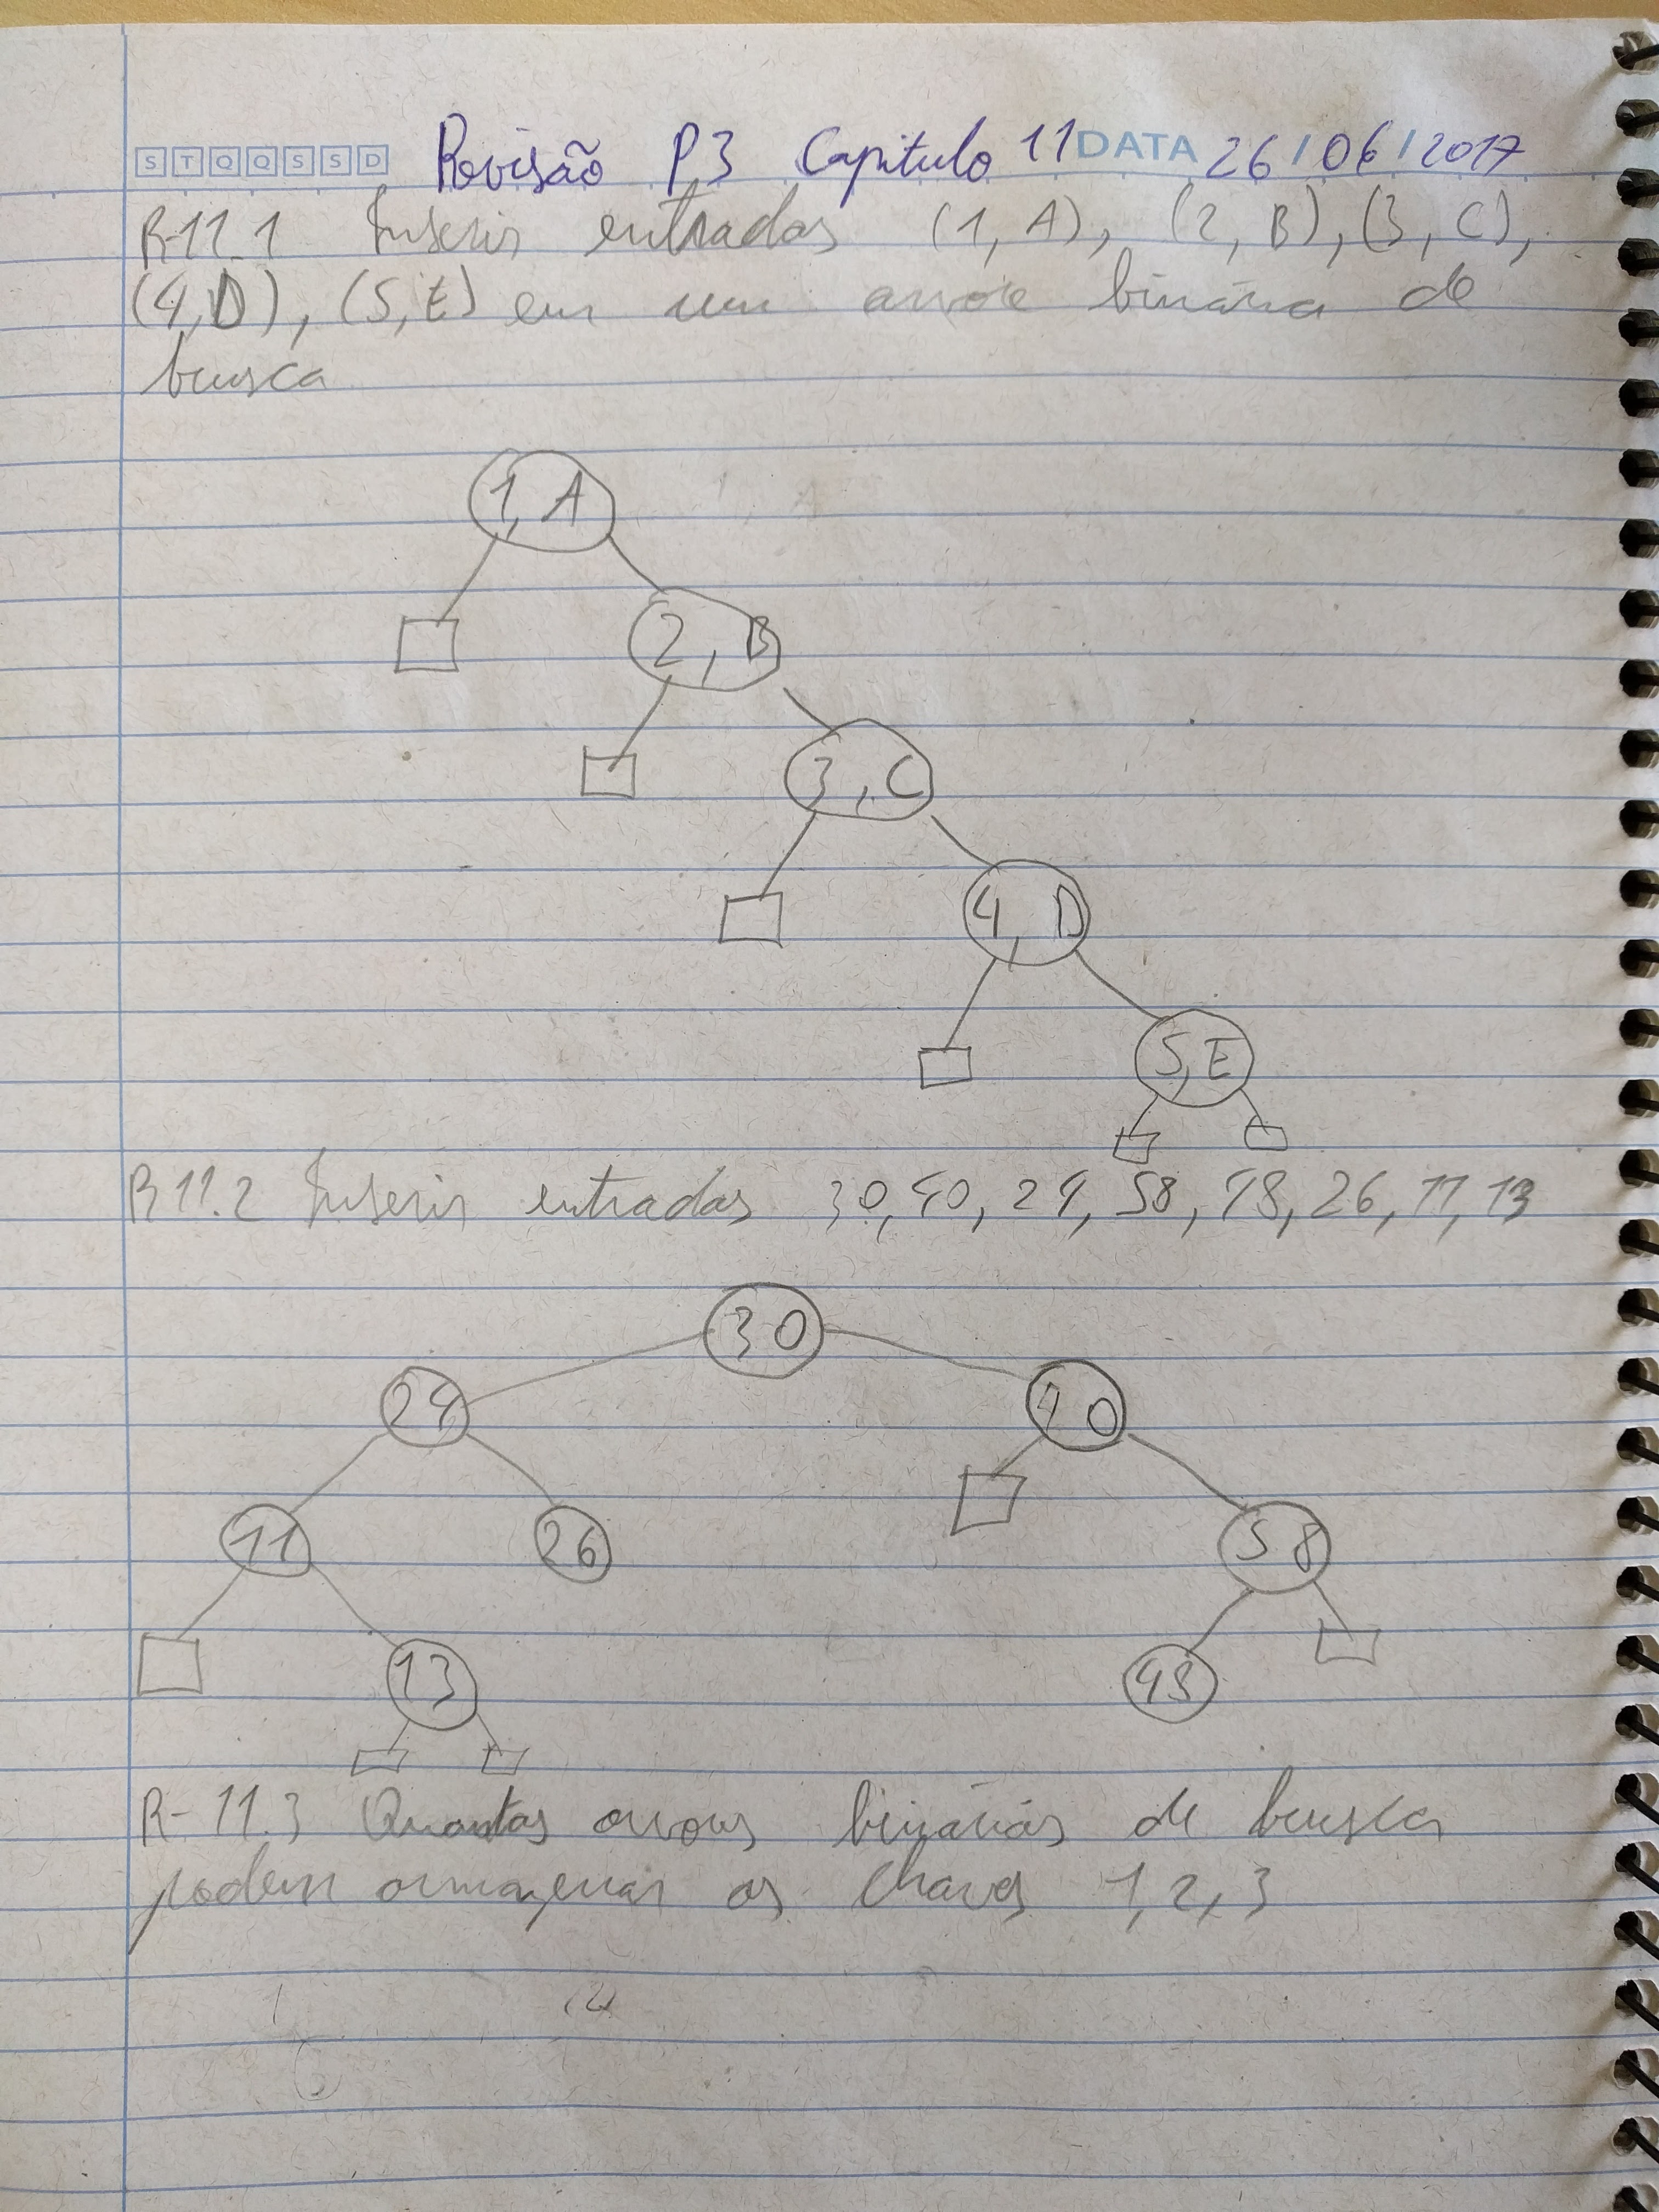 S T Q Q S S D Revisão P3 Capitulo 11 DATA 26/06/2017
R-11.1 Inserir entradas (1, A), (2, B), (3, C),
(4, D), (5, E) em um arvore binária de
busca
1, A
2, B
3, C
4, D
5, E
R 11.2 Inserir entradas 30, 40, 24, 58, 48, 26, 11, 13
30
24 40
11 26 58
13 48
R-11.3 Quantas arvores binárias de busca
podem armazenar as chaves 1, 2, 3